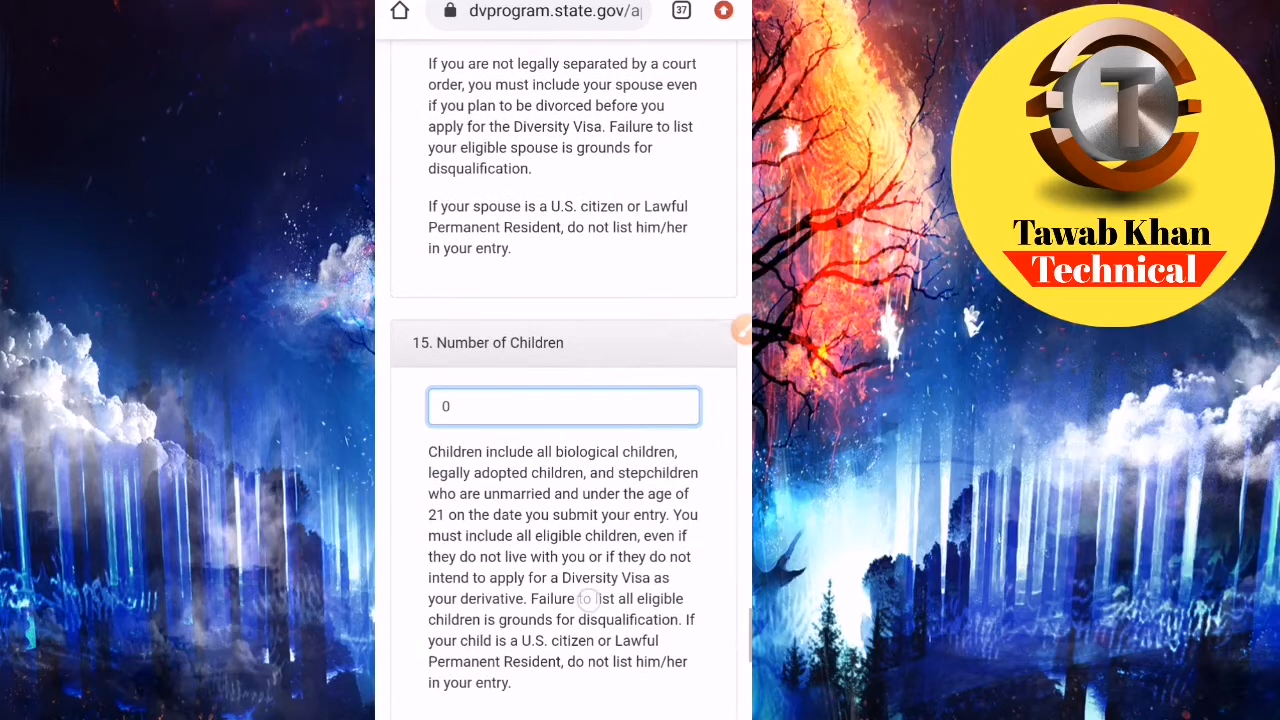 dvprogram.state.gov/a
37
If you are not legally separated by a court
order, you must include your spouse even
if you plan to be divorced before you
apply for the Diversity Visa. Failure to list
your eligible spouse is grounds for
disqualification.
If your spouse is a U.S. citizen or Lawful
Permanent Resident, do not list him/her
in your entry.
15. Number of Children
0
Children include all biological children,
legally adopted children, and stepchildren
who are unmarried and under the age of
21 on the date you submit your entry. You
must include all eligible children, even if
they do not live with you or if they do not
intend to apply for a Diversity Visa as
your derivative. Failure to list all eligible
children is grounds for disqualification. If
your child is a U.S. citizen or Lawful
Permanent Resident, do not list him/her
in your entry.
T
Tawab Khan
Technical